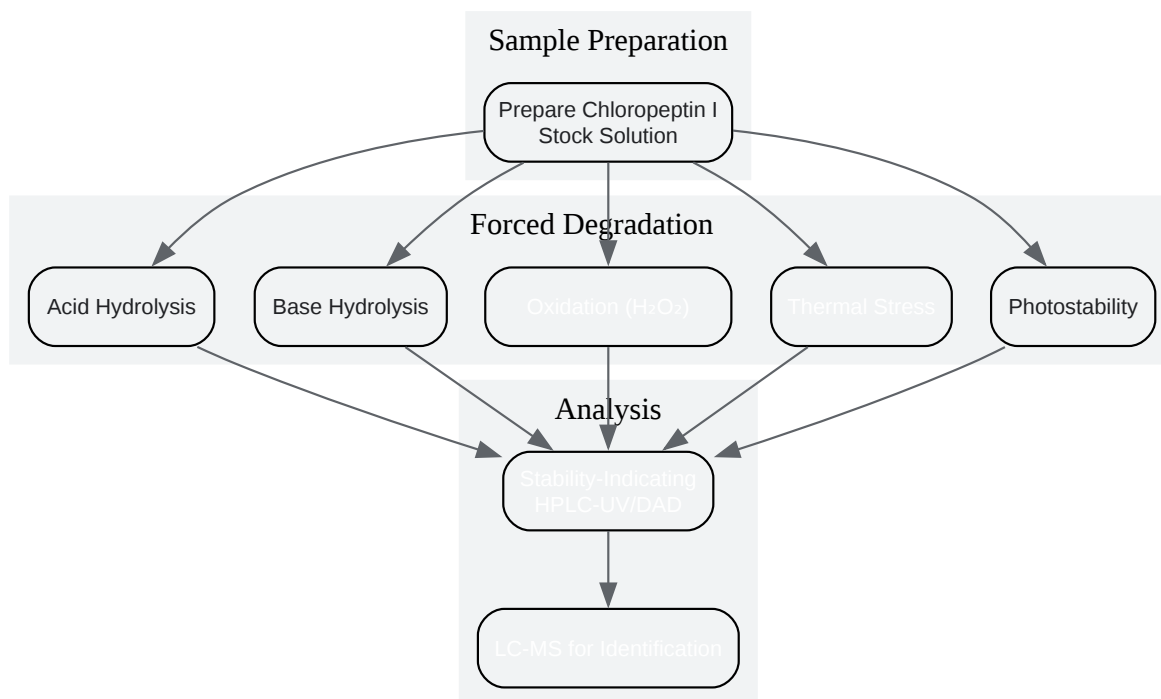 Sample Preparation
Prepare Chloropeptin I
Stock Solution
Forced Degradation
Acid Hydrolysis
Base Hydrolysis
Oxidation (H₂O₂)
Thermal Stress
Photostability
Analysis
Stability-Indicating
HPLC-UV/DAD
LC-MS for Identification